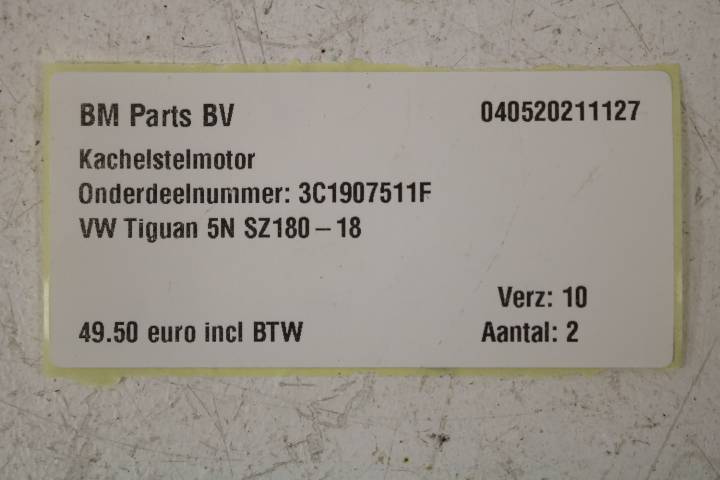 BM Parts BV
040520211127
Kachelstelmotor
Onderdeelnummer: 3C1907511F
VW Tiguan 5N SZ180 – 18
Verz: 10
49.50 euro incl BTW
Aantal: 2